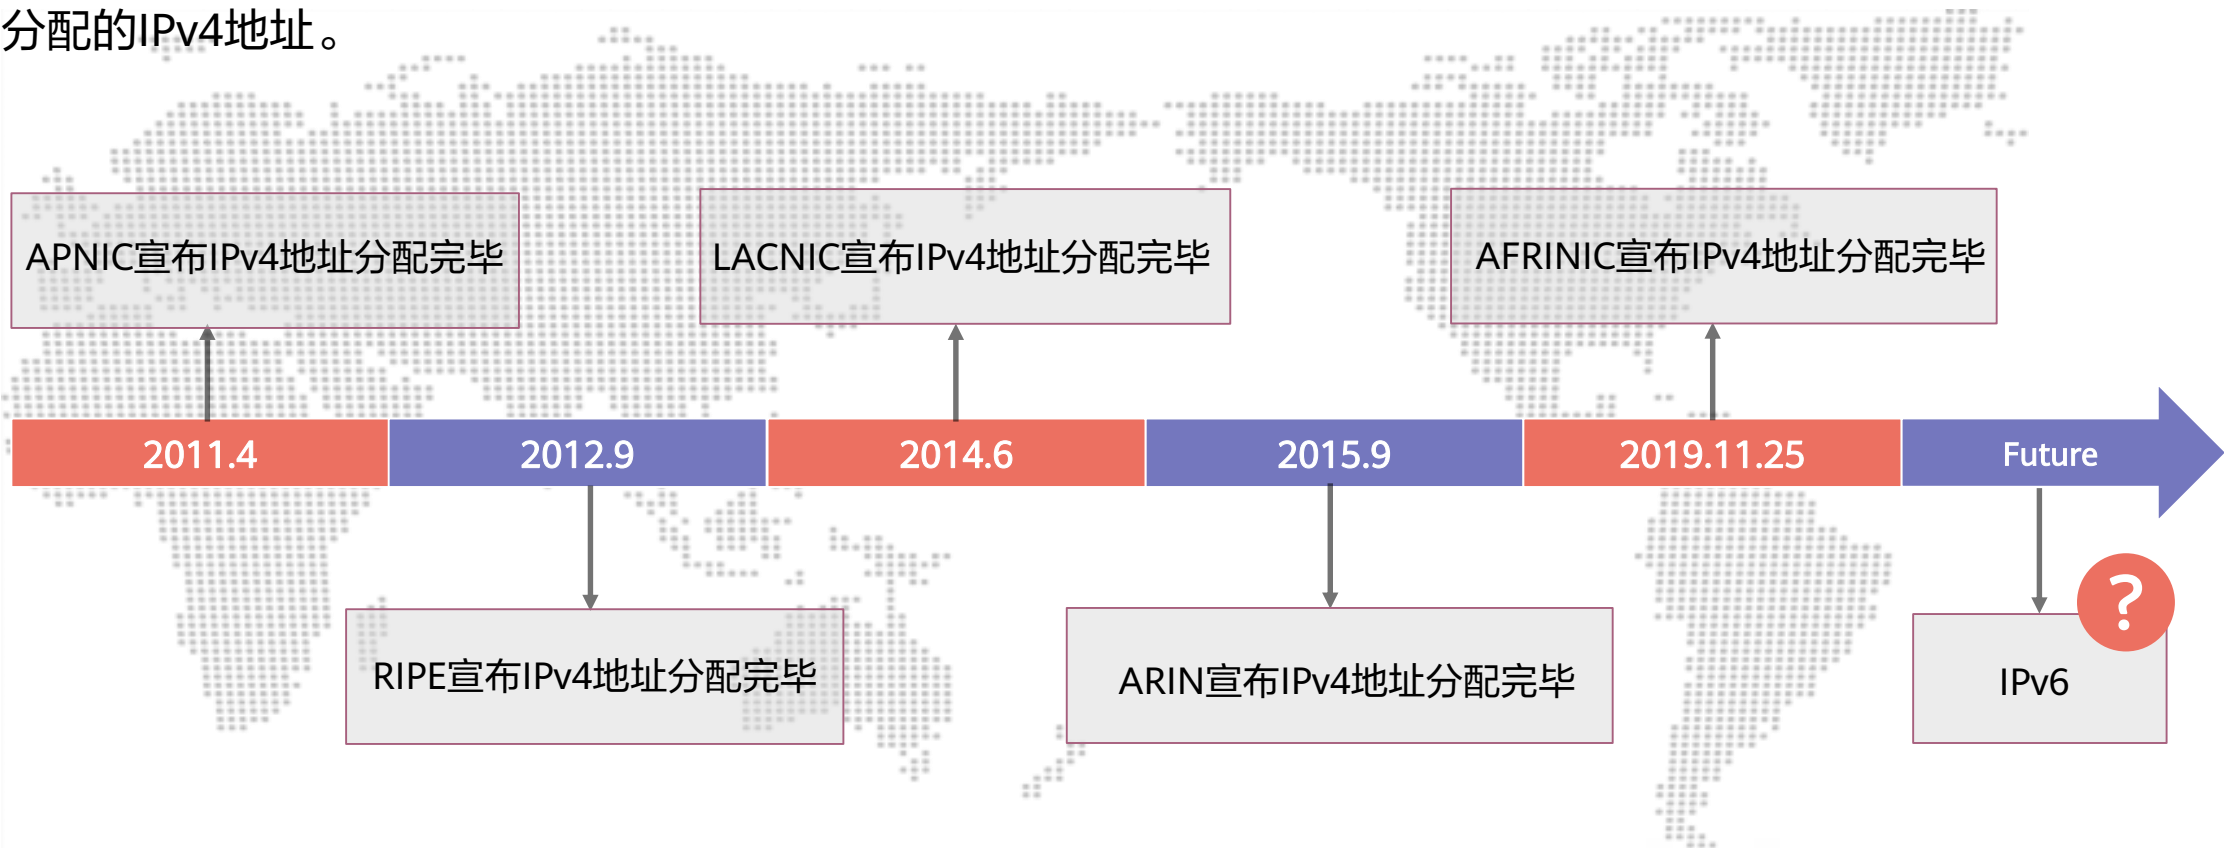 分配的IPv4地址。
APNIC宣布IPv4地址分配完毕
LACNIC宣布IPv4地址分配完毕
AFRINIC宣布IPv4地址分配完毕
2011.4
2012.9
2014.6
2015.9
2019.11.25
Future
RIPE宣布IPv4地址分配完毕
ARIN宣布IPv4地址分配完毕
?
IPv6